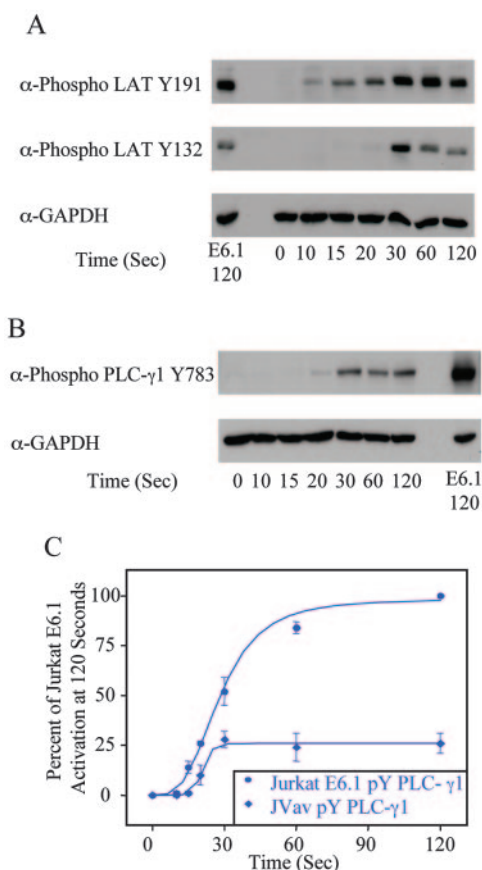 A
α-Phospho LAT Y191
α-Phospho LAT Y132
α-GAPDH
Time (Sec)
E6.1
120
0 10 15 20 30 60 120
B
α-Phospho PLC-γ1 Y783
α-GAPDH
Time (Sec)
0 10 15 20 30 60 120
E6.1
120
C
Percent of Jurkat E6.1
Activation at 120 Seconds
100
75
50
25
0
Jurkat E6.1 pY PLC- γ1
JVav pY PLC-γ1
0 30 60 90 120
Time (Sec)